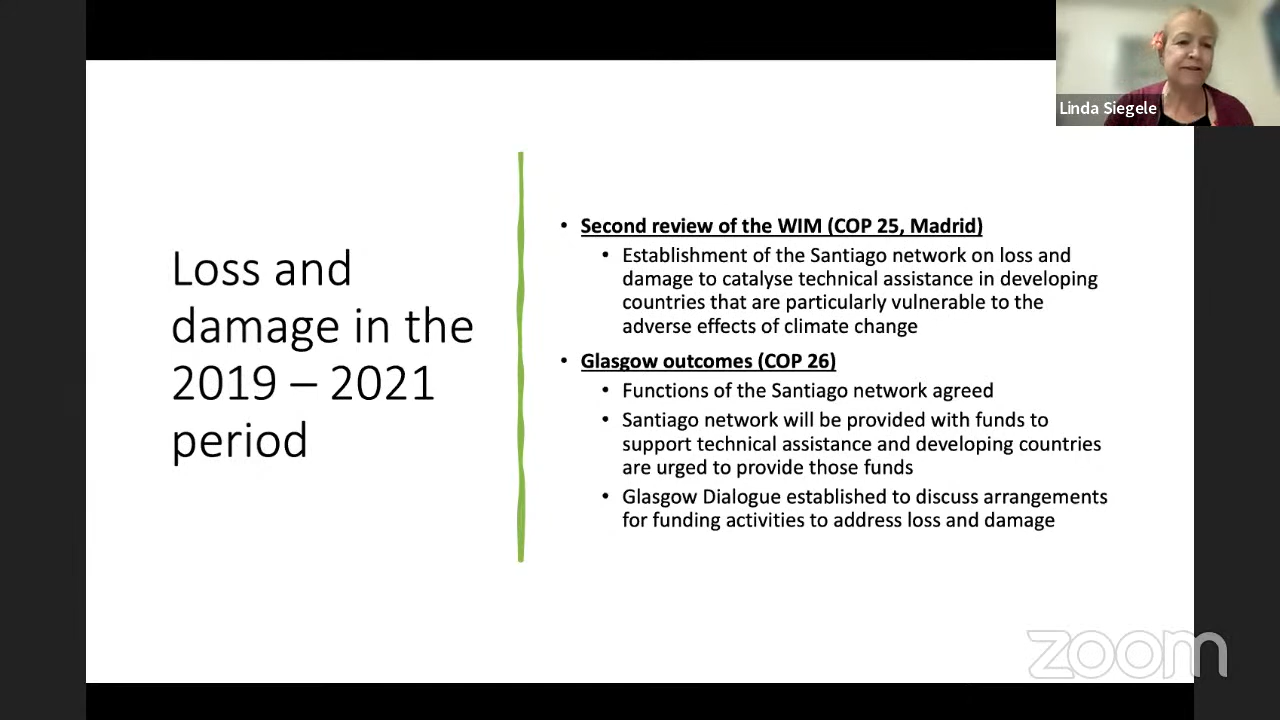 Linda Siegele
Loss and
damage in the
2019 – 2021
period
• Second review of the WIM (COP 25, Madrid)
• Establishment of the Santiago network on loss and
damage to catalyse technical assistance in developing
countries that are particularly vulnerable to the
adverse effects of climate change
• Glasgow outcomes (COP 26)
• Functions of the Santiago network agreed
• Santiago network will be provided with funds to
support technical assistance and developing countries
are urged to provide those funds
• Glasgow Dialogue established to discuss arrangements
for funding activities to address loss and damage
zoom